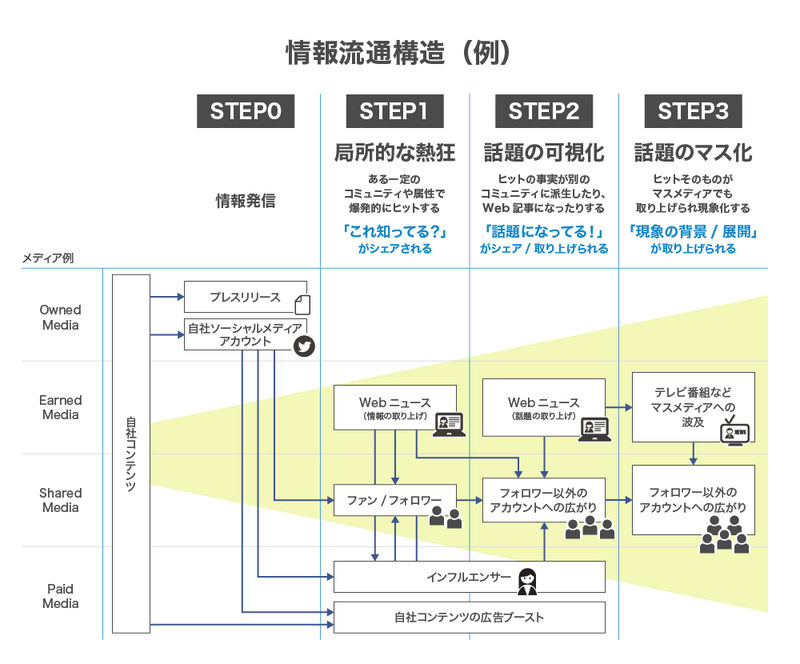 情報流通構造（例）
STEP0
情報発信
STEP1
局所的な熱狂
ある一定の
コミュニティや属性で
爆発的にヒットする
「これ知ってる？」
がシェアされる
STEP2
話題の可視化
ヒットの事実が別の
コミュニティに派生したり、
Web 記事になったりする
「話題になってる！」
がシェア / 取り上げられる
STEP3
話題のマス化
ヒットそのものが
マスメディアでも
取り上げられ現象化する
「現象の背景 / 展開」
が取り上げられる
メディア例
Owned
Media
自社コンテンツ
プレスリリース
自社ソーシャルメディア
アカウント
Earned
Media
Web ニュース
（情報の取り上げ）
Web ニュース
（話題の取り上げ）
テレビ番組など
マスメディアへの
波及
NEWS
Shared
Media
ファン / フォロワー
フォロワー以外の
アカウントへの広がり
フォロワー以外の
アカウントへの広がり
Paid
Media
インフルエンサー
自社コンテンツの広告ブースト